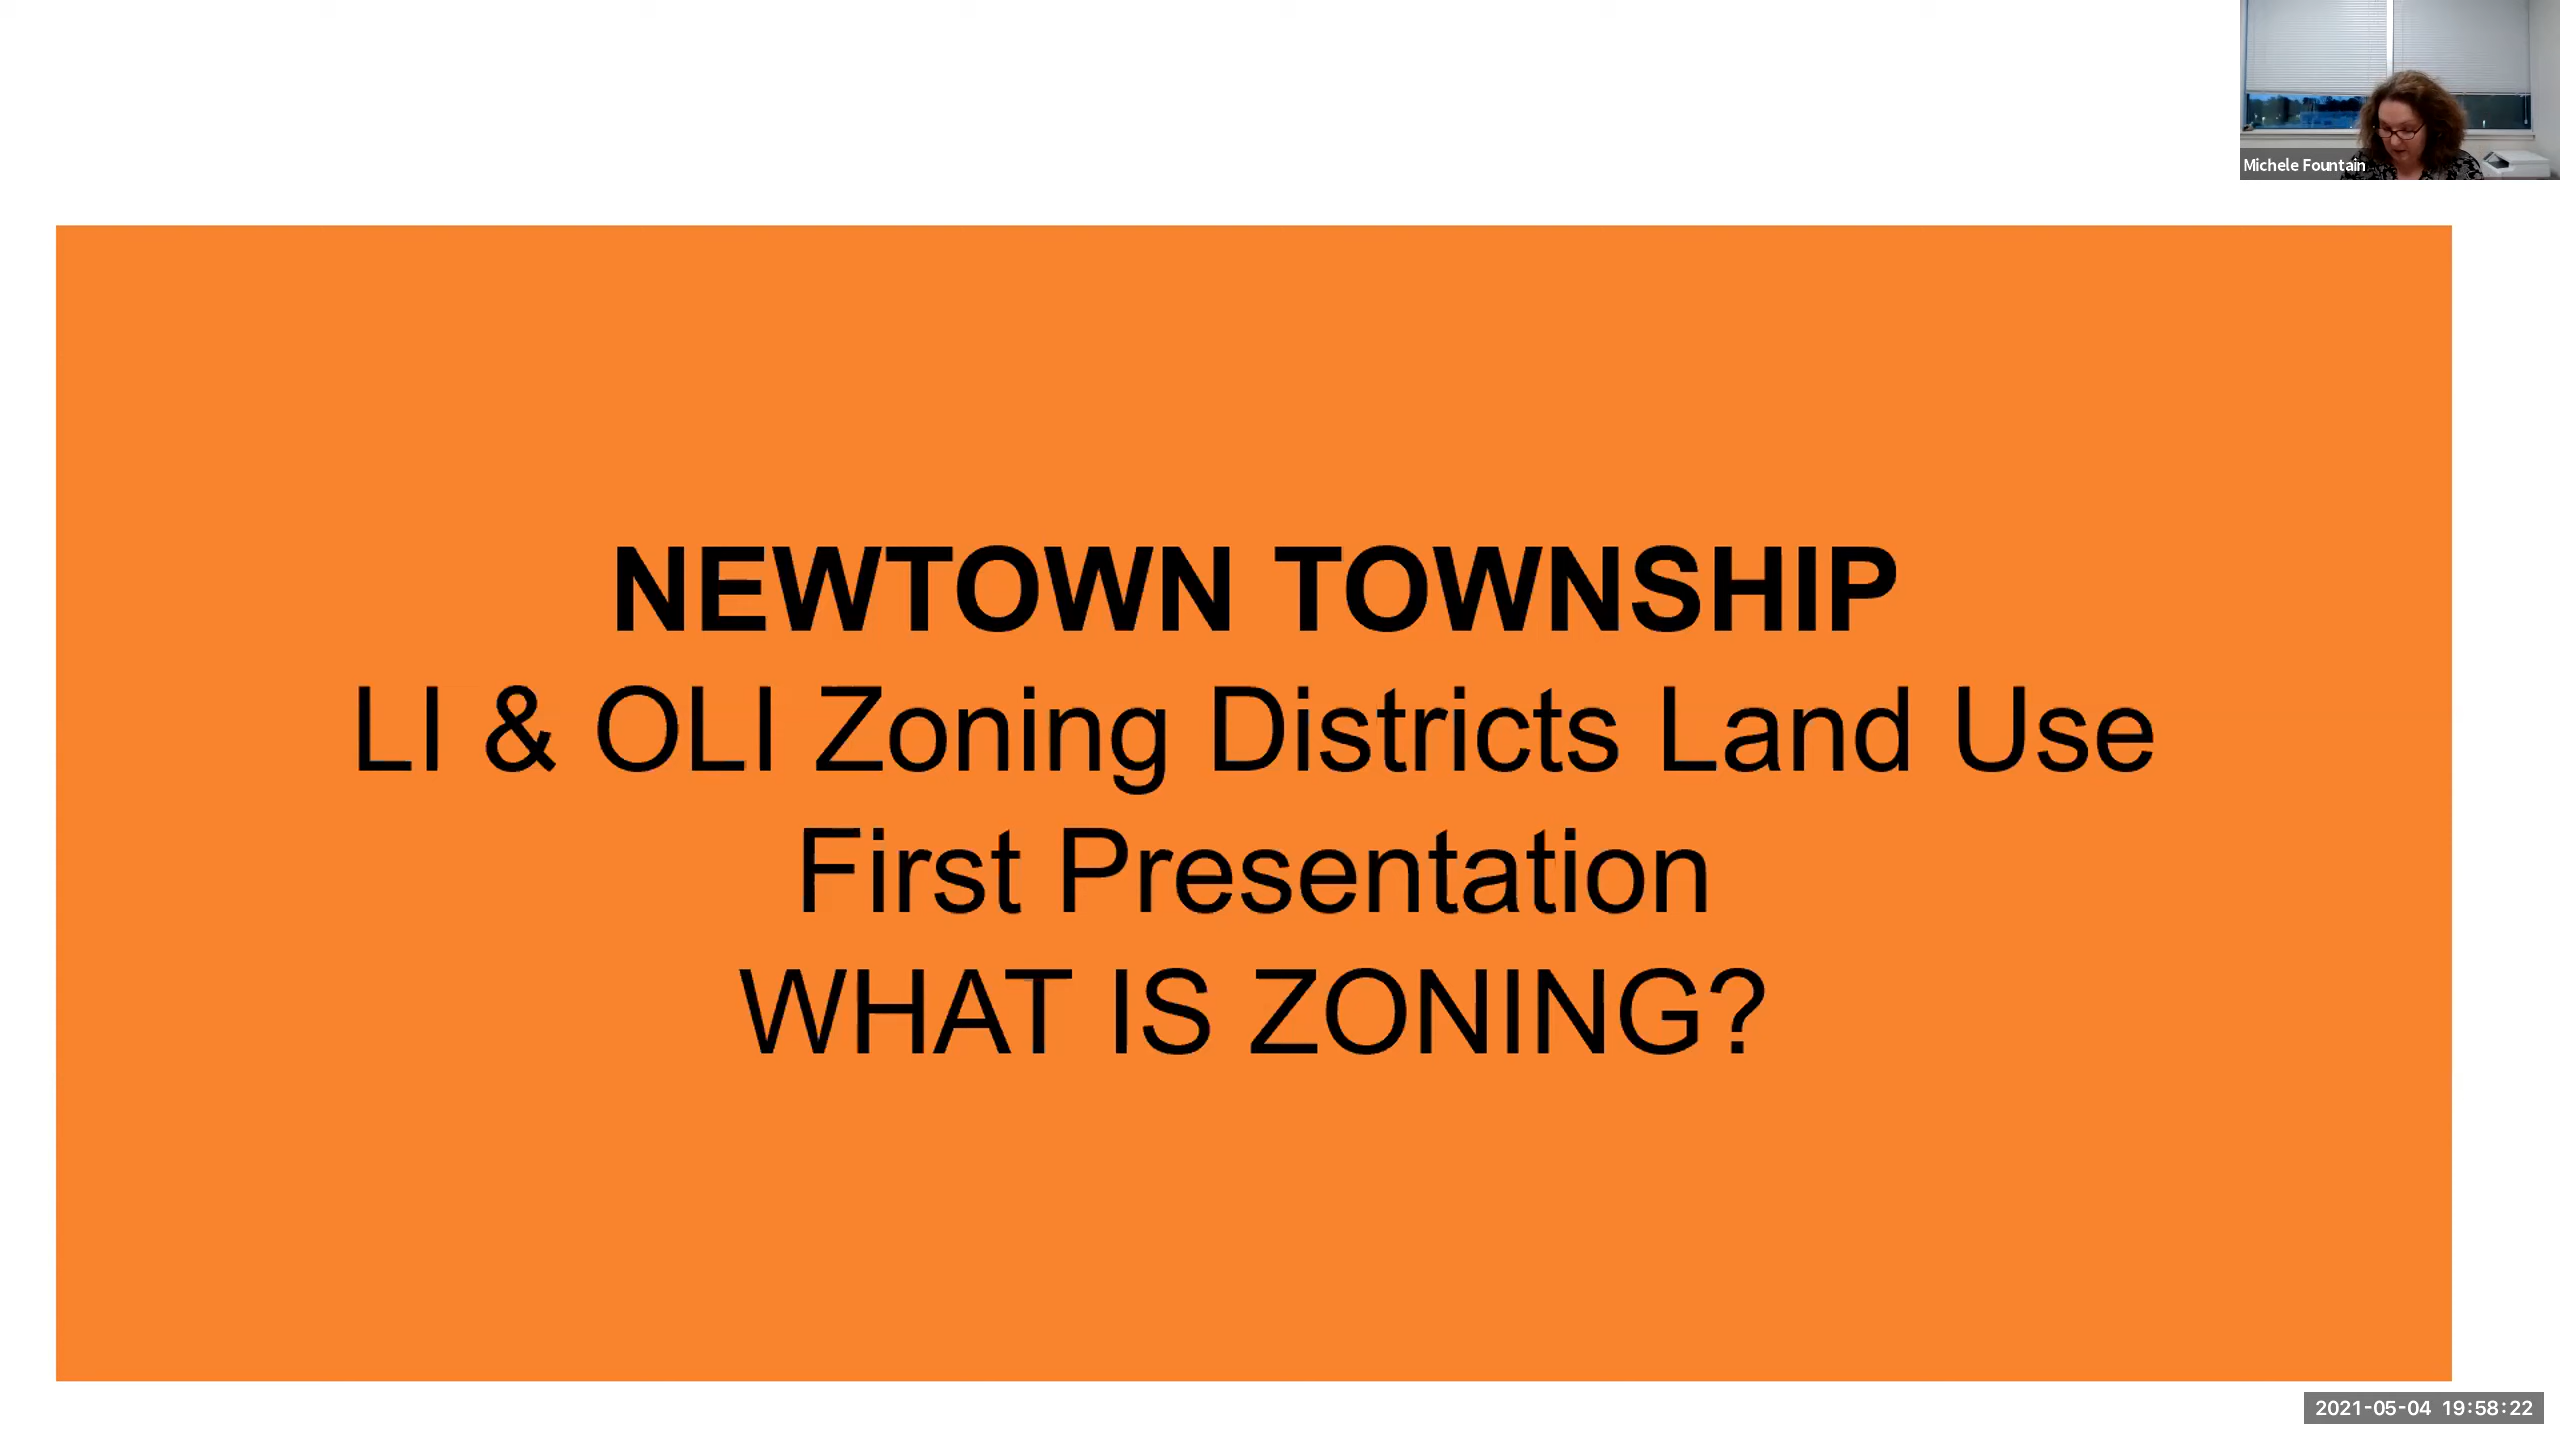 Michele Fountain
NEWTOWN TOWNSHIP
LI & OLI Zoning Districts Land Use
First Presentation
WHAT IS ZONING?
2021-05-04 19:58:22